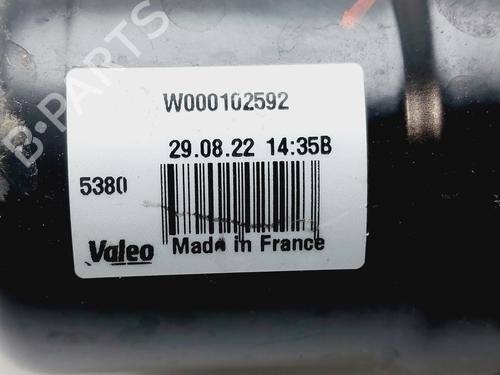 B-PARTS
W000102592
29.08.22 14:35B
5380
Valeo
Made in France